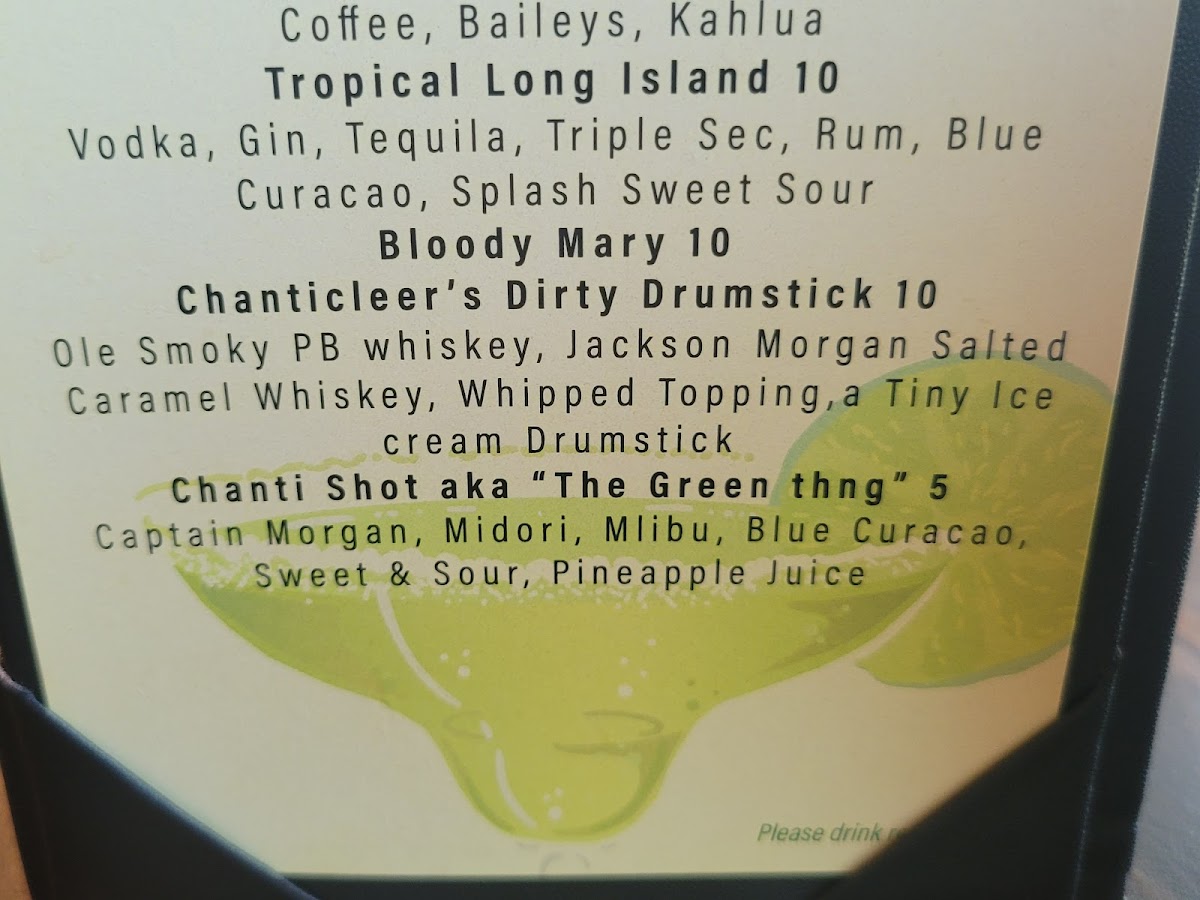 Coffee, Baileys, Kahlua
Tropical Long Island 10
Vodka, Gin, Tequila, Triple Sec, Rum, Blue
Curacao, Splash Sweet Sour
Bloody Mary 10
Chanticleer's Dirty Drumstick 10
Ole Smoky PB whiskey, Jackson Morgan Salted
Caramel Whiskey, Whipped Topping,a Tiny Ice
cream Drumstick
Chanti Shot aka “The Green thng” 5
Captain Morgan, Midori, Mlibu, Blue Curacao,
Sweet & Sour, Pineapple Juice
Please drink